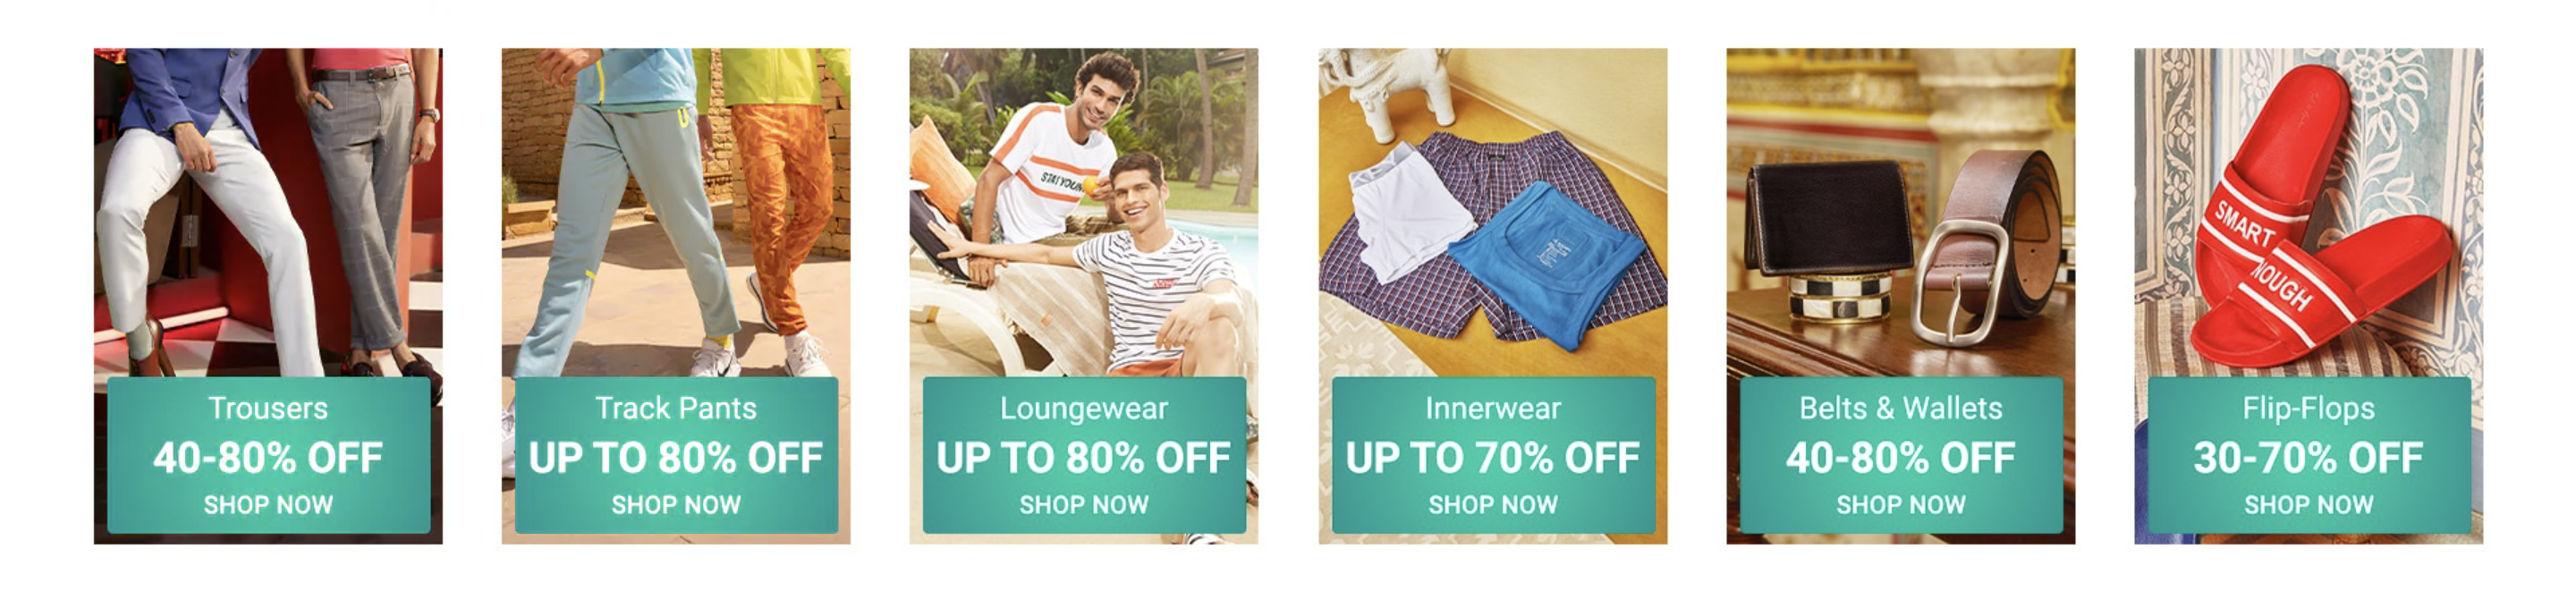 STAY YOUN
SMART
NOUGH
Trousers
40-80% OFF
SHOP NOW
Track Pants
UP TO 80% OFF
SHOP NOW
Loungewear
UP TO 80% OFF
SHOP NOW
Innerwear
UP TO 70% OFF
SHOP NOW
Belts & Wallets
40-80% OFF
SHOP NOW
Flip-Flops
30-70% OFF
SHOP NOW